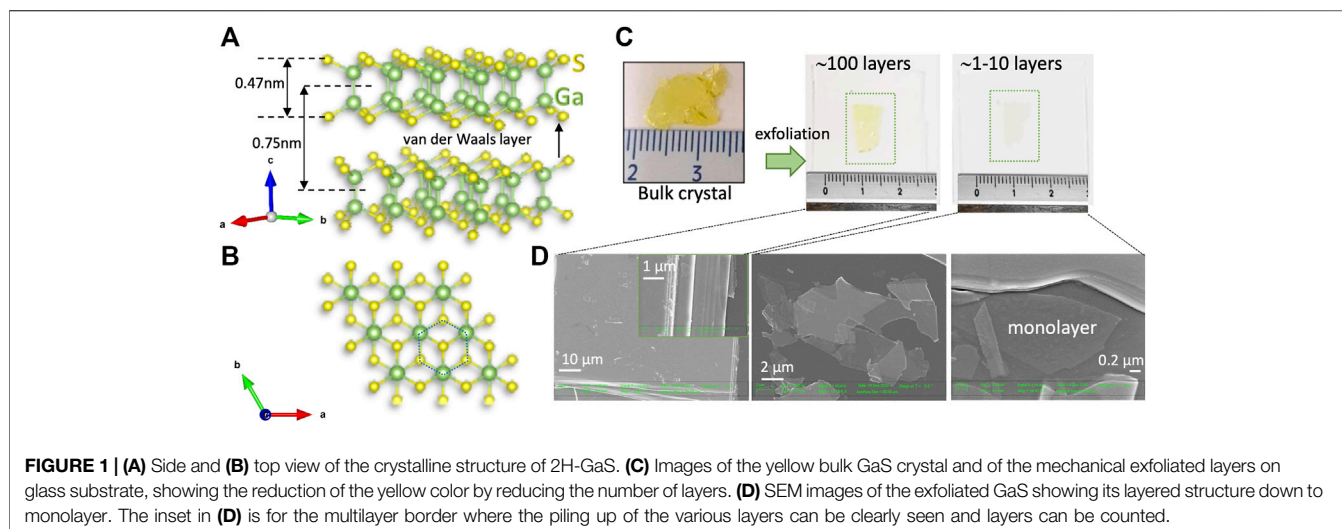 A
0.47nm
S
Ga
0.75nm
van der Waals layer
c
a
b
B
b
a
C
2 3
Bulk crystal
exfoliation
~100 layers
0 1 2
~1-10 layers
0 1 2
D
1 µm
10 µm
2 µm
monolayer
0.2 µm
FIGURE 1 | (A) Side and (B) top view of the crystalline structure of 2H-GaS. (C) Images of the yellow bulk GaS crystal and of the mechanical exfoliated layers on
glass substrate, showing the reduction of the yellow color by reducing the number of layers. (D) SEM images of the exfoliated GaS showing its layered structure down to
monolayer. The inset in (D) is for the multilayer border where the piling up of the various layers can be clearly seen and layers can be counted.